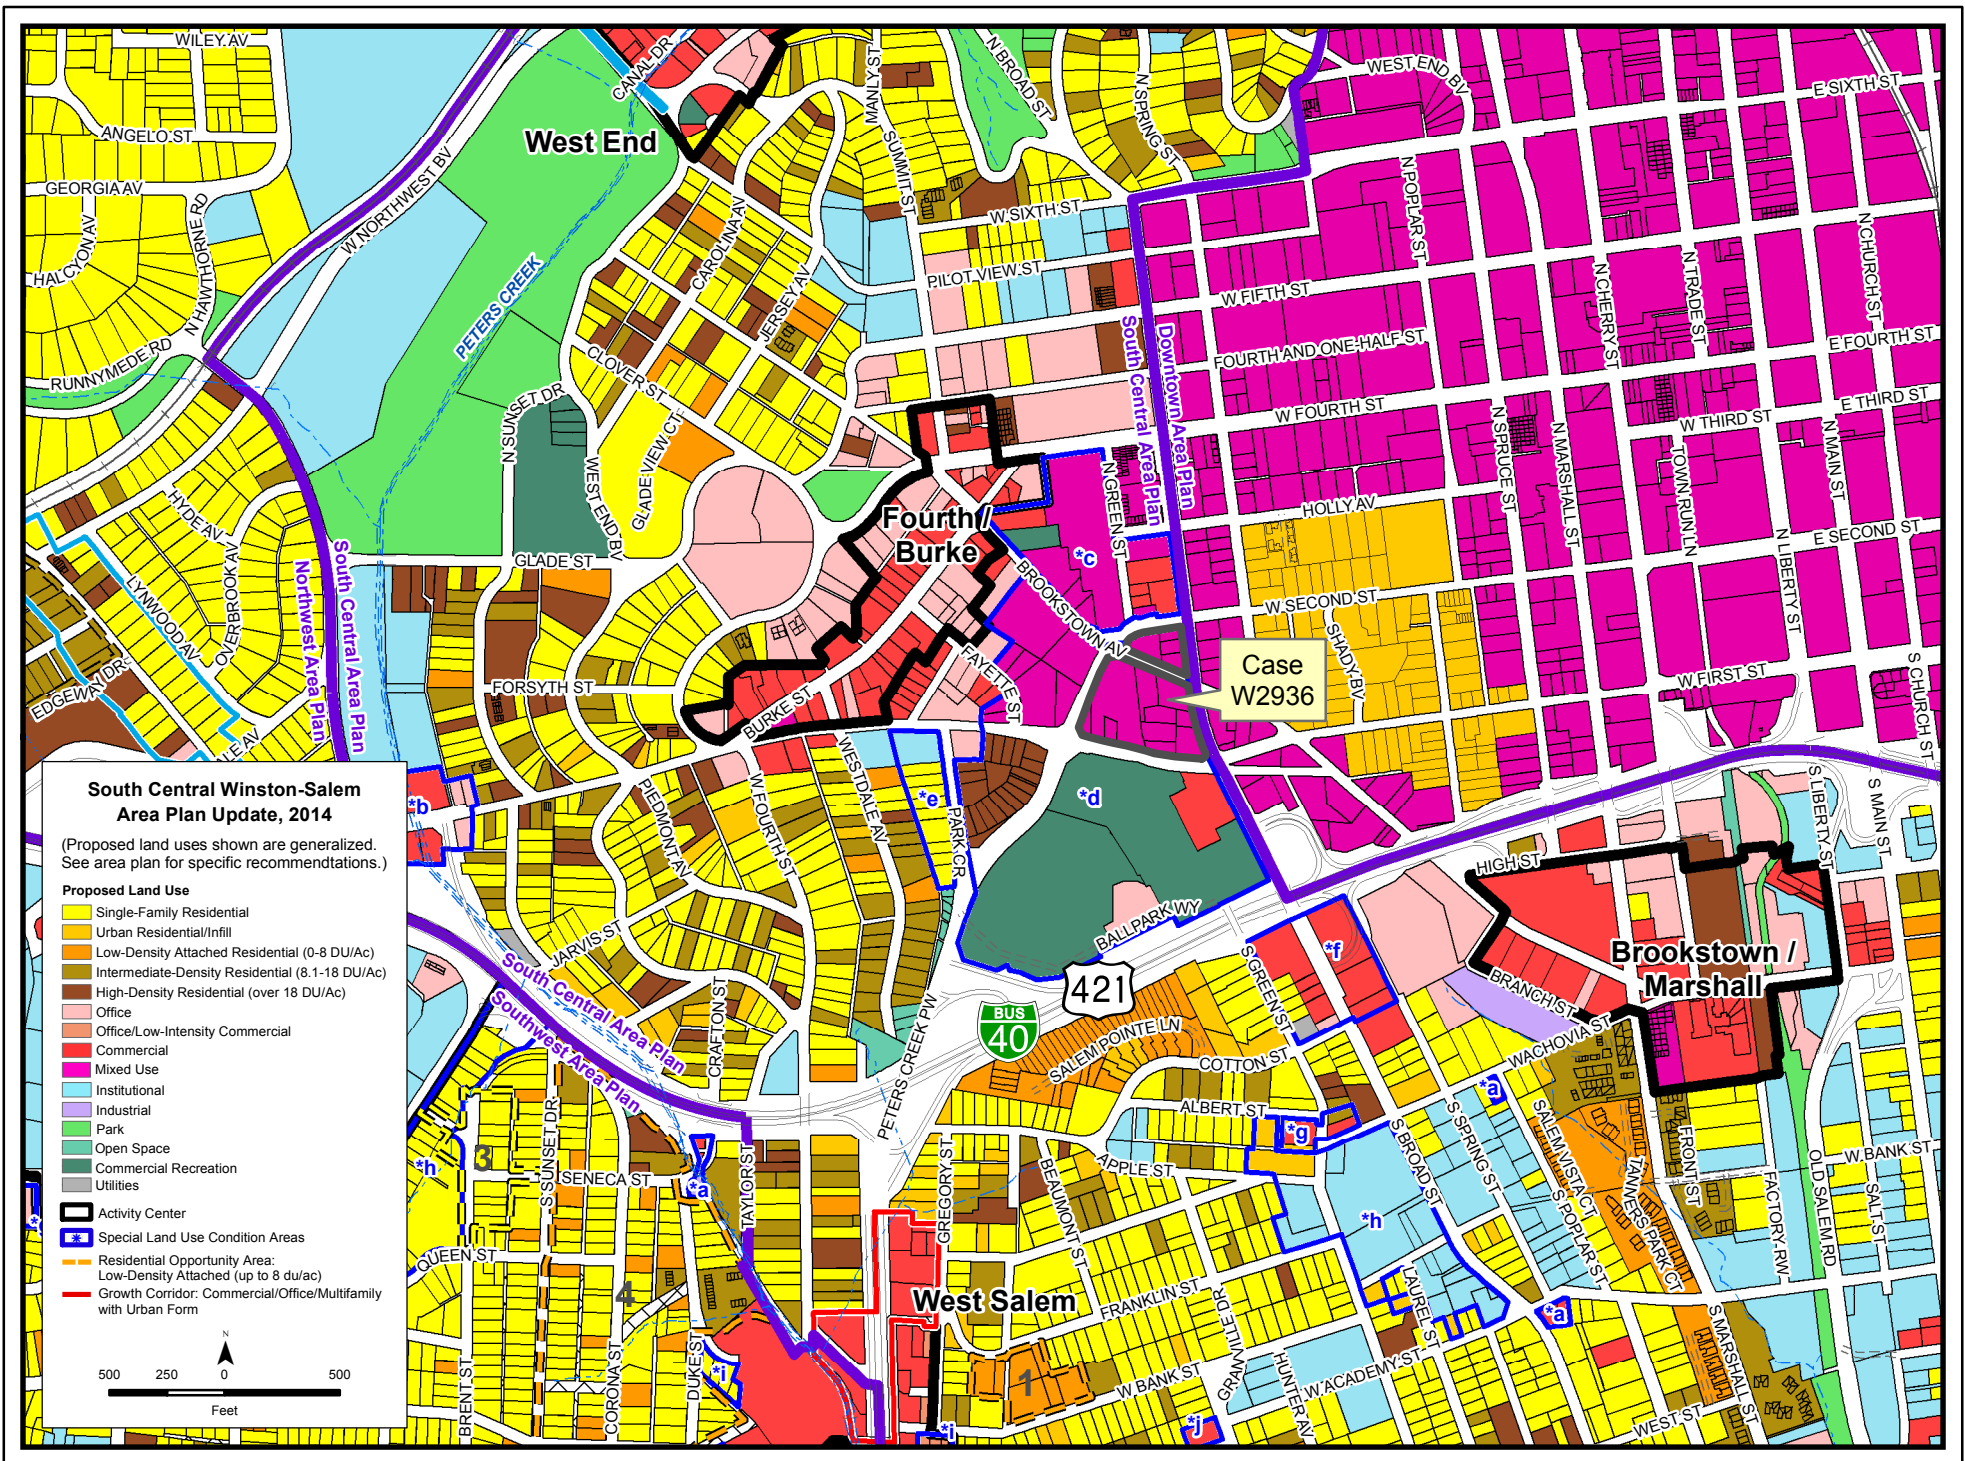 WILEY AV
CANAL DR
MANLY ST
N BROAD ST
N SPRING ST
WEST END BV
E SIXTH ST
ANGELO ST
West End
SUMMIT ST
GEORGIA AV
N HAWTHORNE RD
W NORTHWEST BV
CAROLINA AV
W SIXTH ST
N POPLAR ST
N CHURCH ST
HALCYON AV
PETERS CREEK
JERSEY AV
PILOT VIEW ST
W FIFTH ST
N CHERRY ST
N TRADE ST
RUNNYMEDE RD
CLOVER ST
South Central Area Plan
Downtown Area Plan
FOURTH AND ONE-HALF ST
E FOURTH ST
N SUNSET DR
GLADE VIEW CT
W FOURTH ST
W THIRD ST
E THIRD ST
WEST END BV
N GREEN ST
N SPRUCE ST
N MARSHALL ST
TOWN RUN LN
N MAIN ST
HYDE AV
Fourth /
Burke
HOLLY AV
E SECOND ST
GLADE ST
*c
N LIBERTY ST
OVERBROOK AV
LYNWOOD AV
South Central Area Plan
Northwest Area Plan
BROOKSTOWN AV
W SECOND ST
SHADY BV
EDGEWAY DR
FORSYTH ST
FAYETTE ST
Case
W2936
W FIRST ST
S CHURCH ST
BURKE ST
ALE AV
WESTDALE AV
W FOURTH ST
PIEDMONT AV
*b
*e
PARK CR
*d
S LIBERTY ST
S MAIN ST
HIGH ST
South Central Winston-Salem
Area Plan Update, 2014
(Proposed land uses shown are generalized.
See area plan for specific recommendtations.)
Proposed Land Use
Single-Family Residential
Urban Residential/Infill
Low-Density Attached Residential (0-8 DU/Ac)
Intermediate-Density Residential (8.1-18 DU/Ac)
High-Density Residential (over 18 DU/Ac)
Office
Office/Low-Intensity Commercial
Commercial
Mixed Use
Institutional
Industrial
Park
Open Space
Commercial Recreation
Utilities
Activity Center
* Special Land Use Condition Areas
Residential Opportunity Area:
Low-Density Attached (up to 8 du/ac)
Growth Corridor: Commercial/Office/Multifamily
with Urban Form
N
500 250 0 500
Feet
JARVIS ST
BALLPARK WY
S GREEN ST
*f
Brookstown /
Marshall
South Central Area Plan
Southwest Area Plan
CRAFTON ST
PETERS CREEK PW
421
BUS
40
SALEM POINTE LN
COTTON ST
BRANCH ST
WACHOVIA ST
S SUNSET DR
ALBERT ST
*g
*a
S BROAD ST
S SPRING ST
SALEM VISTA CT
S POPLAR ST
TANNERS PARK CT
FRONT ST
FACTORY RW
OLD SALEM RD
W BANK ST
SALT ST
*h
3
SENECA ST
*a
TAYLOR ST
GREGORY ST
BEAUMONT ST
APPLE ST
*h
*
QUEEN ST
4
West Salem
FRANKLIN ST
GRANVILLE DR
LAUREL ST
*a
S MARSHALL ST
BRENT ST
CORONA ST
DUKE ST
*i
1
W BANK ST
HUNTER AV
W ACADEMY ST
WEST ST
*i
*j